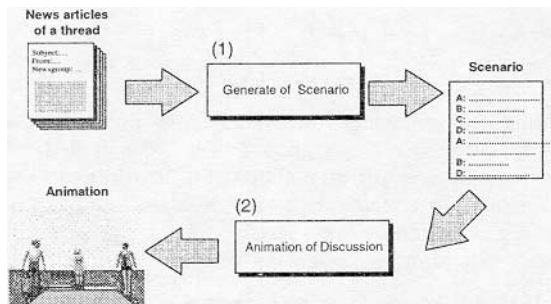 News articles
of a thread
Subject:....
From:....
Newsgroup: ...
(1)
Generate of Scenario
Scenario
A: ........................
B: ..................
C: ...............
D: ..............
A: ........................
........................
B: .............
D: ....................
Animation
(2)
Animation of Discussion